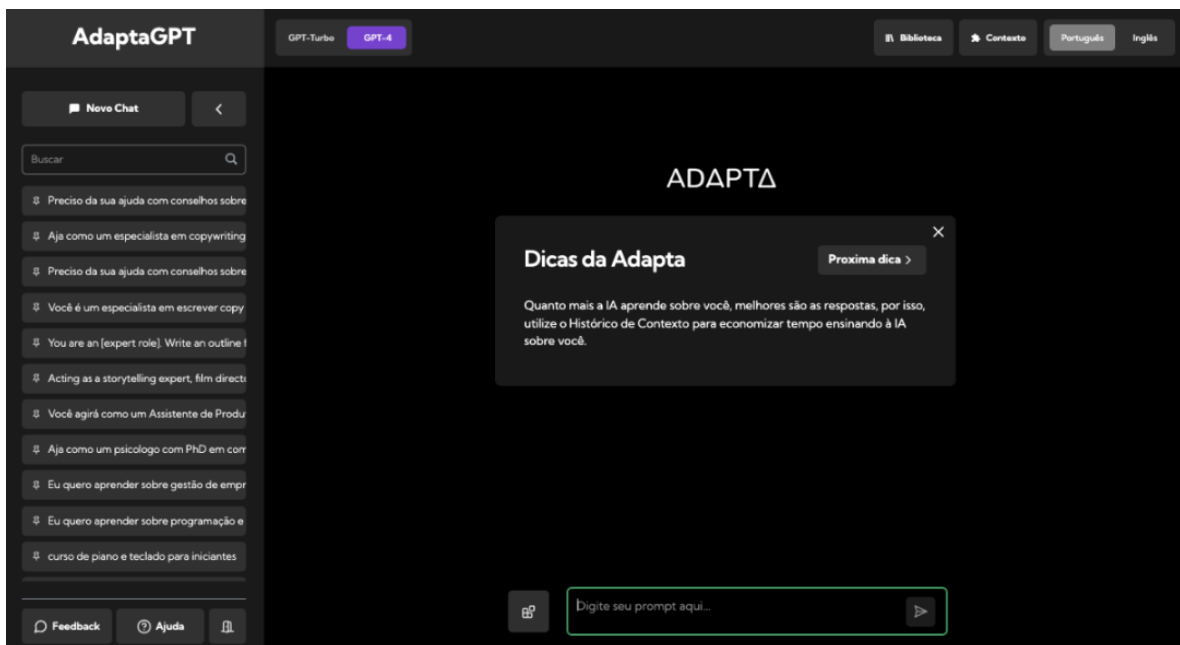 AdaptaGPT
GPT-Turbo
GPT-4
Biblioteca
Contexto
Português
Inglês
Novo Chat
Buscar
Preciso da sua ajuda com conselhos sobre
Aja como um especialista em copywriting
Preciso da sua ajuda com conselhos sobre
Você é um especialista em escrever copy
You are an [expert role]. Write an outline f
Acting as a storytelling expert, film directo
Você agirá como um Assistente de Produ
Aja como um psicologo com PhD em com
Eu quero aprender sobre gestão de empr
Eu quero aprender sobre programação e
curso de piano e teclado para iniciantes
Feedback
Ajuda
ADAPTA
Dicas da Adapta
Proxima dica >
Quanto mais a IA aprende sobre você, melhores são as respostas, por isso,
utilize o Histórico de Contexto para economizar tempo ensinando à IA
sobre você.
Digite seu prompt aqui...